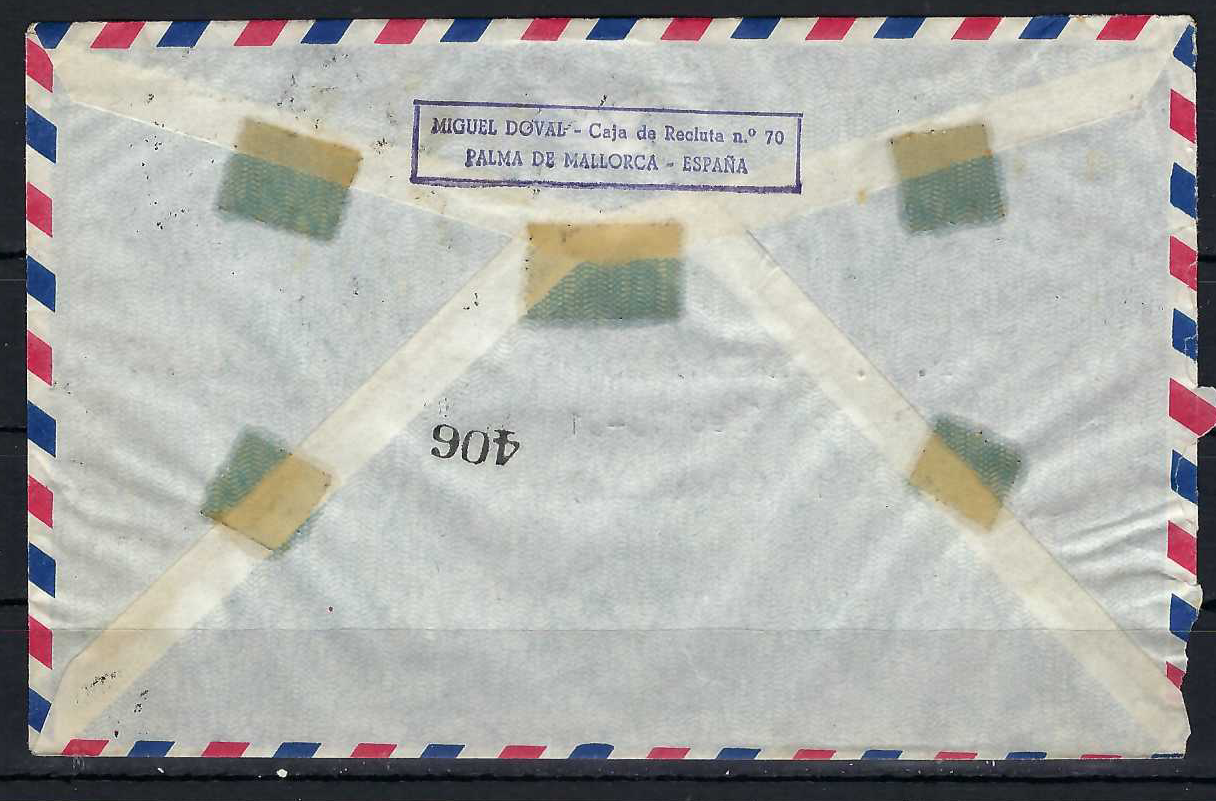 MIGUEL DOVAL - Caja de Recluta n.º 70
PALMA DE MALLORCA - ESPAÑA
406